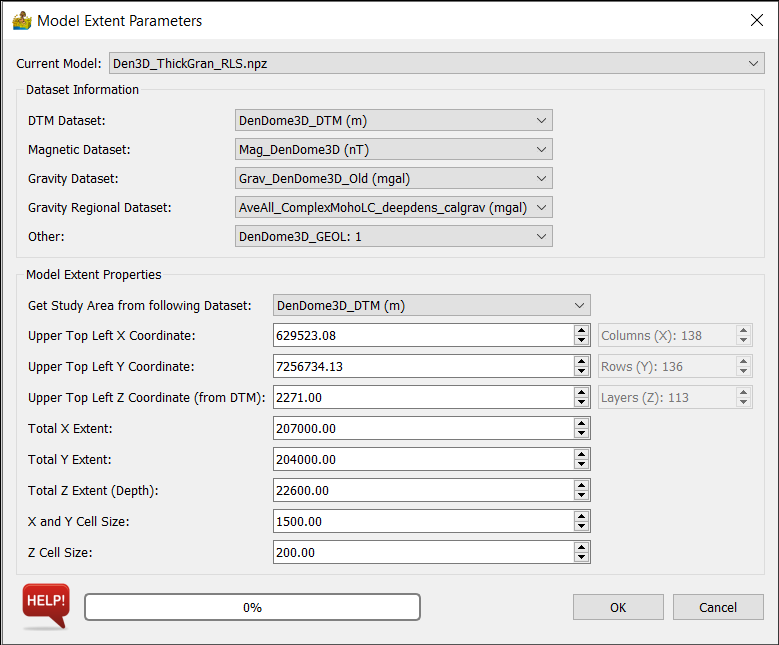 Model Extent Parameters
Current Model: Den3D_ThickGran_RLS.npz
Dataset Information
DTM Dataset: DenDome3D_DTM (m)
Magnetic Dataset: Mag_DenDome3D (nT)
Gravity Dataset: Grav_DenDome3D_Old (mgal)
Gravity Regional Dataset: AveAll_ComplexMohoLC_deepdens_calgrav (mgal)
Other: DenDome3D_GEOL: 1
Model Extent Properties
Get Study Area from following Dataset: DenDome3D_DTM (m)
Upper Top Left X Coordinate: 629523.08 Columns (X): 138
Upper Top Left Y Coordinate: 7256734.13 Rows (Y): 136
Upper Top Left Z Coordinate (from DTM): 2271.00 Layers (Z): 113
Total X Extent: 207000.00
Total Y Extent: 204000.00
Total Z Extent (Depth): 22600.00
X and Y Cell Size: 1500.00
Z Cell Size: 200.00
HELP! 0% OK Cancel